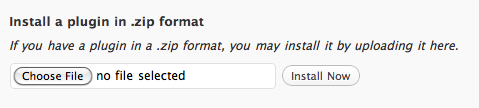 Install a plugin in .zip format
If you have a plugin in a .zip format, you may install it by uploading it here.
Choose File no file selected Install Now